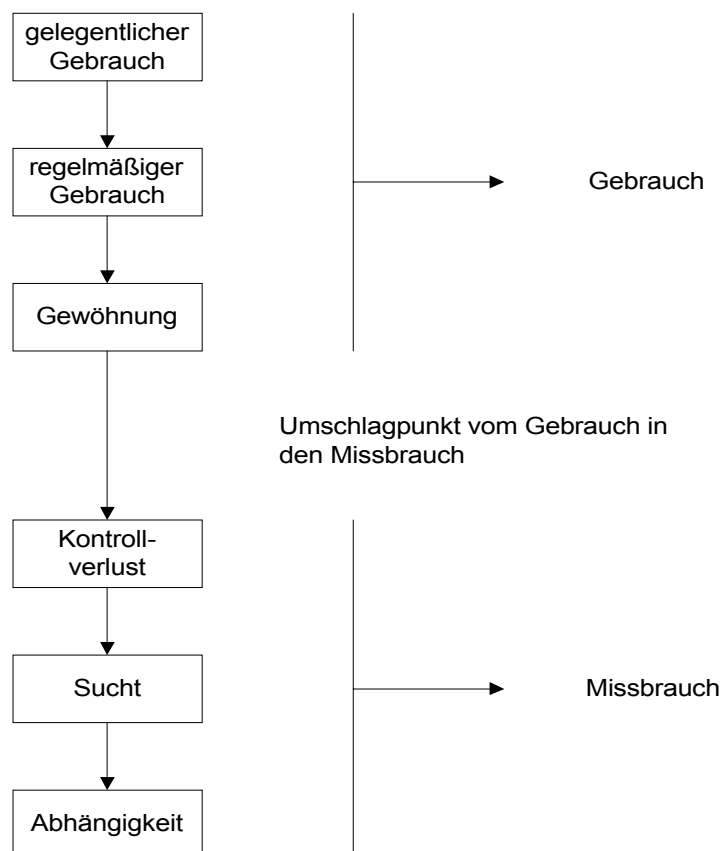 gelegentlicher
Gebrauch
regelmäßiger
Gebrauch
Gebrauch
Gewöhnung
Umschlagpunkt vom Gebrauch in
den Missbrauch
Kontroll-
verlust
Sucht
Missbrauch
Abhängigkeit